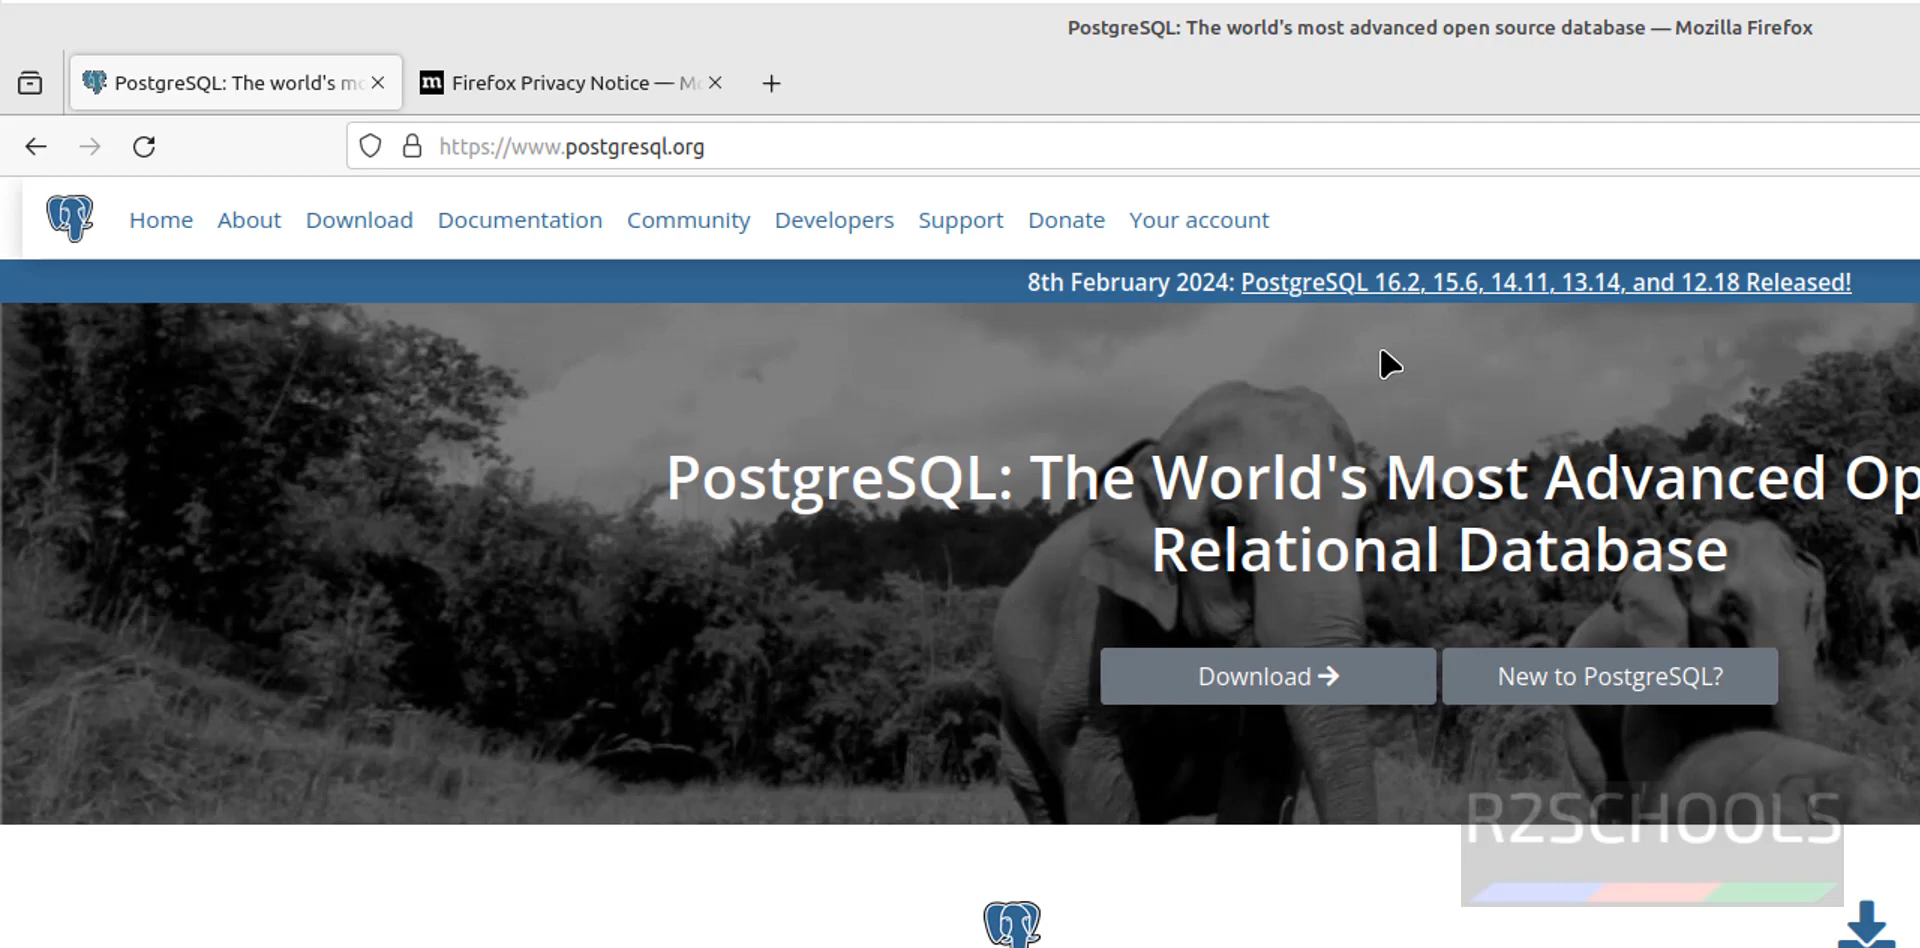 PostgreSQL: The world's most advanced open source database — Mozilla Firefox
PostgreSQL: The world's mo
Firefox Privacy Notice — Mo
https://www.postgresql.org
Home About Download Documentation Community Developers Support Donate Your account
8th February 2024: PostgreSQL 16.2, 15.6, 14.11, 13.14, and 12.18 Released!
PostgreSQL: The World's Most Advanced Op
Relational Database
Download
New to PostgreSQL?
R2SCHOOLS